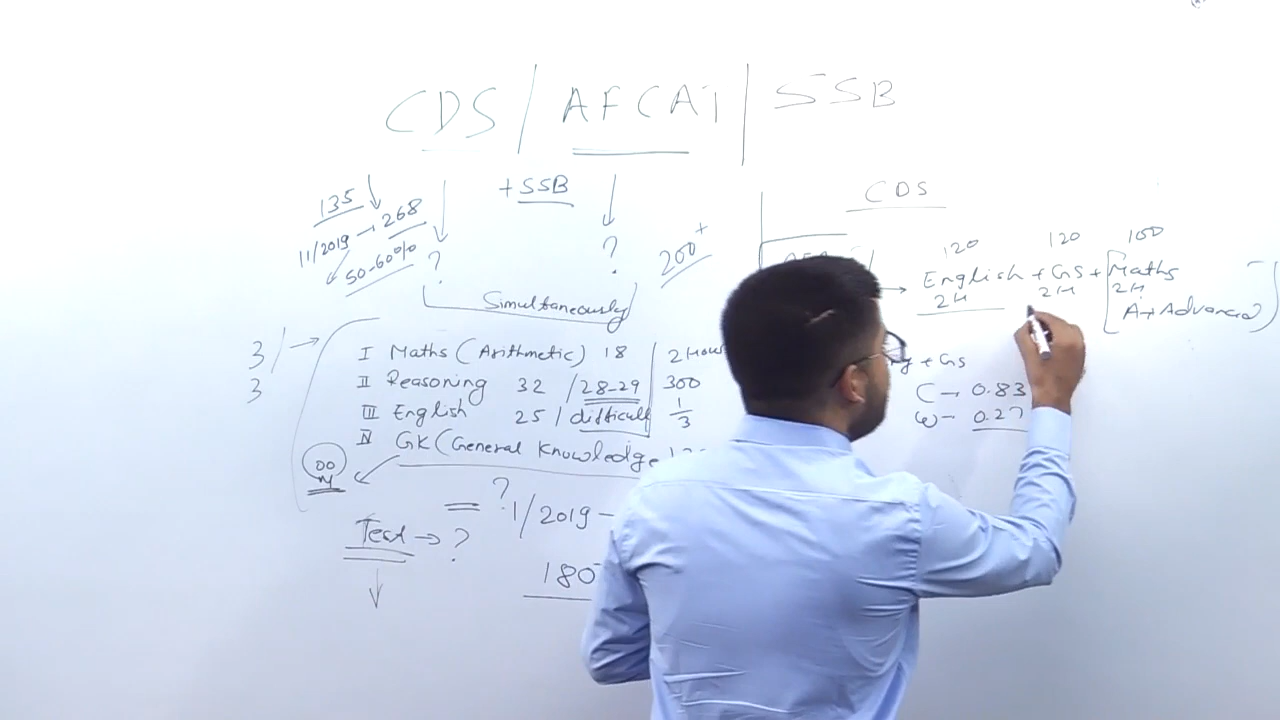 CDS / AFCAT | SSB
+ SSB
135
11/2019 → 268
50-60%
? ?
Simultaneously
200+
3/
3
I Maths (Arithmetic) 18 2 Hour
II Reasoning 32 / 28-29 300
III English 25 / difficult 1/3
IV GK (General Knowledge
= ? 1/2019 -
Test → ?
180
CDS
120 120 100
English + GS + Maths
2H 2H 2H
A + Advanced
+ GS
C → 0.83
W - 0.27